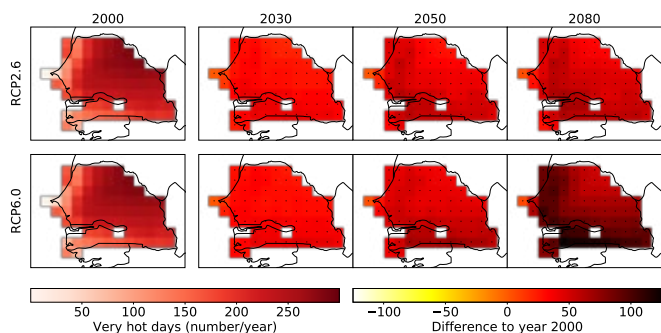 2000 2030 2050 2080
RCP2.6
RCP6.0
50 100 150 200 250
Very hot days (number/year)
−100 −50 0 50 100
Difference to year 2000